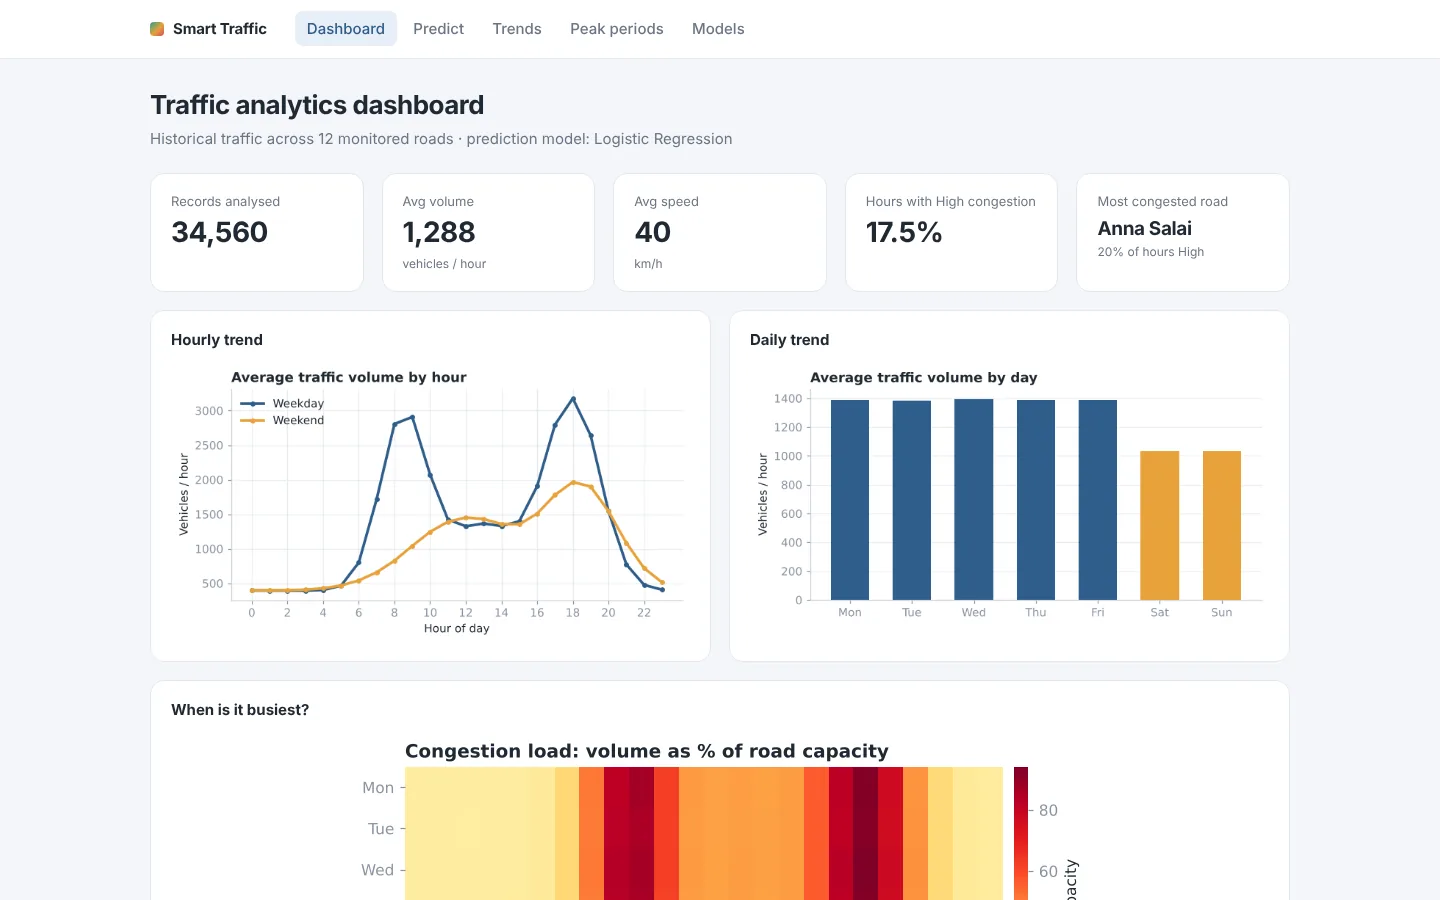 Smart Traffic
Dashboard
Predict
Trends
Peak periods
Models
Traffic analytics dashboard
Historical traffic across 12 monitored roads · prediction model: Logistic Regression
Records analysed
34,560
Avg volume
1,288
vehicles / hour
Avg speed
40
km/h
Hours with High congestion
17.5%
Most congested road
Anna Salai
20% of hours High
Hourly trend
Average traffic volume by hour
Weekday
Weekend
Vehicles / hour
3000
2500
2000
1500
1000
500
0 2 4 6 8 10 12 14 16 18 20 22
Hour of day
Daily trend
Average traffic volume by day
Vehicles / hour
1400
1200
1000
800
600
400
200
0
Mon Tue Wed Thu Fri Sat Sun
When is it busiest?
Congestion load: volume as % of road capacity
Mon
Tue
Wed
80
60
pacity